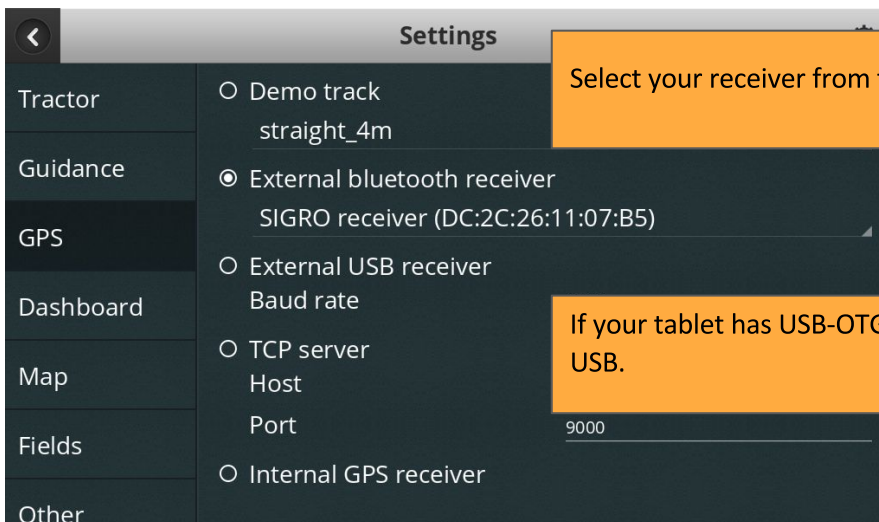 Settings
Select your receiver from
Tractor
Guidance
GPS
Dashboard
Map
Fields
Other
Demo track
straight_4m
External bluetooth receiver
SIGRO receiver (DC:2C:26:11:07:B5)
External USB receiver
Baud rate
If your tablet has USB-OTG
USB.
TCP server
Host
Port
9000
Internal GPS receiver